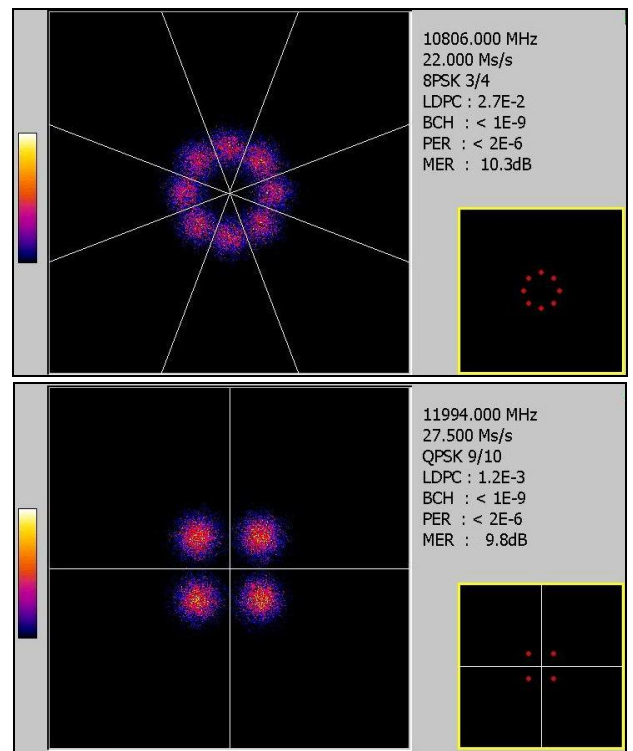 10806.000 MHz
22.000 Ms/s
8PSK 3/4
LDPC : 2.7E-2
BCH : < 1E-9
PER : < 2E-6
MER : 10.3dB
11994.000 MHz
27.500 Ms/s
QPSK 9/10
LDPC : 1.2E-3
BCH : < 1E-9
PER : < 2E-6
MER : 9.8dB